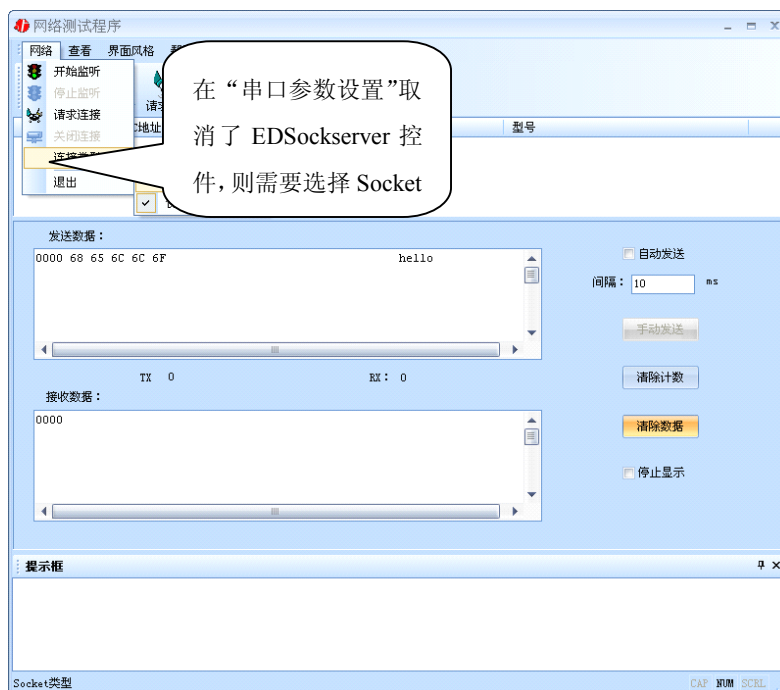 网络测试程序
网络 查看 界面风格
开始监听
停止监听
请求连接
关闭连接
连接类型
退出
在“串口参数设置”取
消了 EDSockserver 控
件,则需要选择 Socket
型号
发送数据：
0000 68 65 6C 6C 6F hello
自动发送
间隔： 10 ms
手动发送
TX 0 RX： 0
清除计数
接收数据：
0000
清除数据
停止显示
提示框
Socket类型 CAP NUM SCRL